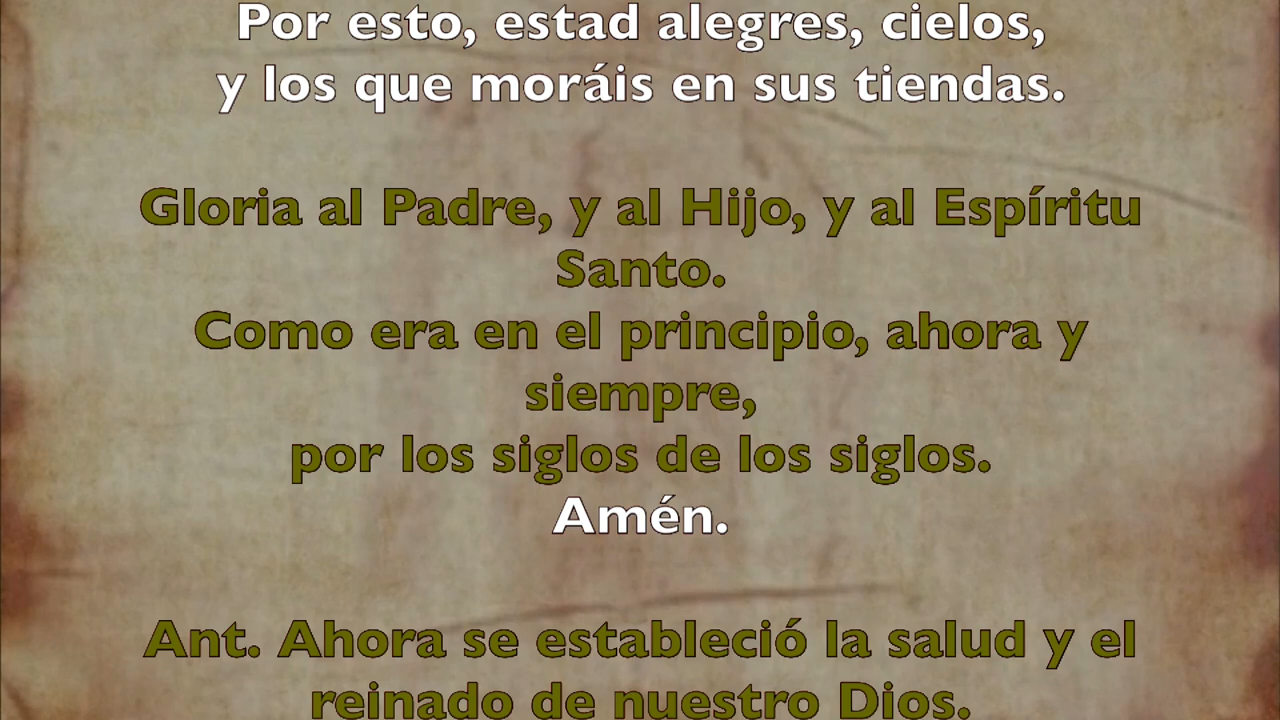 Por esto, estad alegres, cielos,
y los que moráis en sus tiendas.
Gloria al Padre, y al Hijo, y al Espíritu
Santo.
Como era en el principio, ahora y
siempre,
por los siglos de los siglos.
Amén.
Ant. Ahora se estableció la salud y el
reinado de nuestro Dios.